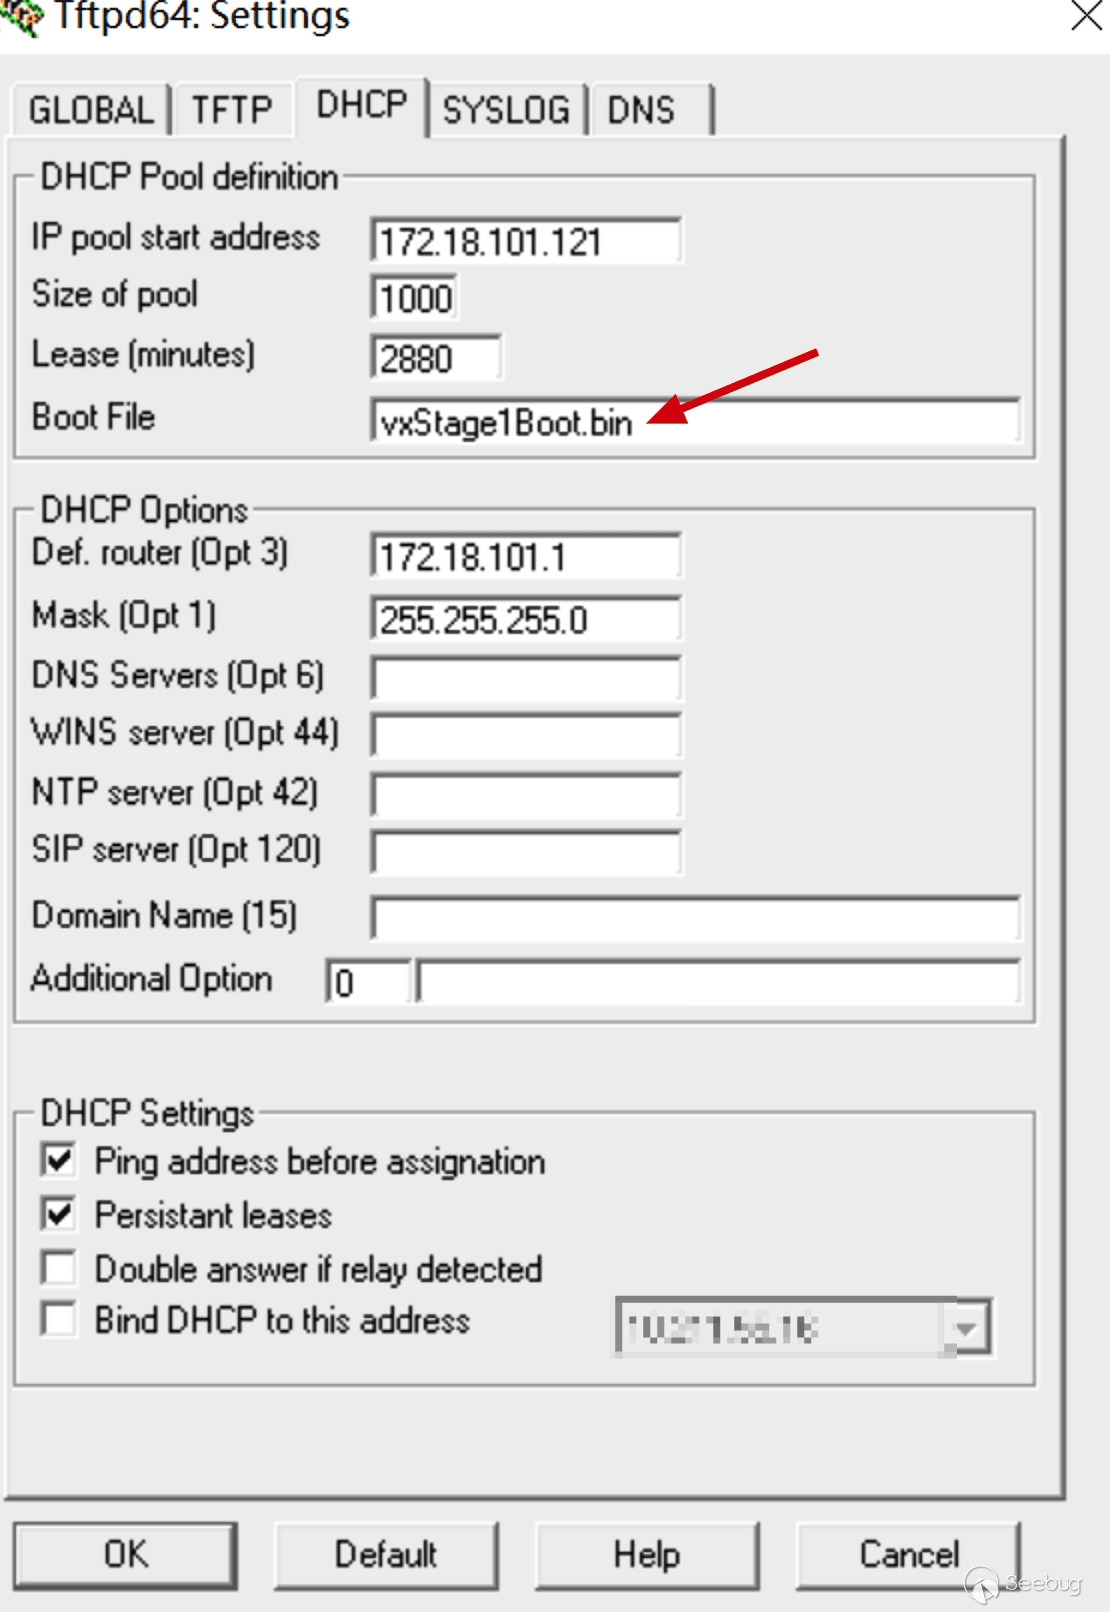 Tftpd64: Settings
GLOBAL TFTP DHCP SYSLOG DNS
DHCP Pool definition
IP pool start address 172.18.101.121
Size of pool 1000
Lease (minutes) 2880
Boot File vxStage1Boot.bin
DHCP Options
Def. router (Opt 3) 172.18.101.1
Mask (Opt 1) 255.255.255.0
DNS Servers (Opt 6)
WINS server (Opt 44)
NTP server (Opt 42)
SIP server (Opt 120)
Domain Name (15)
Additional Option 0
DHCP Settings
Ping address before assignation
Persistant leases
Double answer if relay detected
Bind DHCP to this address
OK Default Help Cancel
Seebug